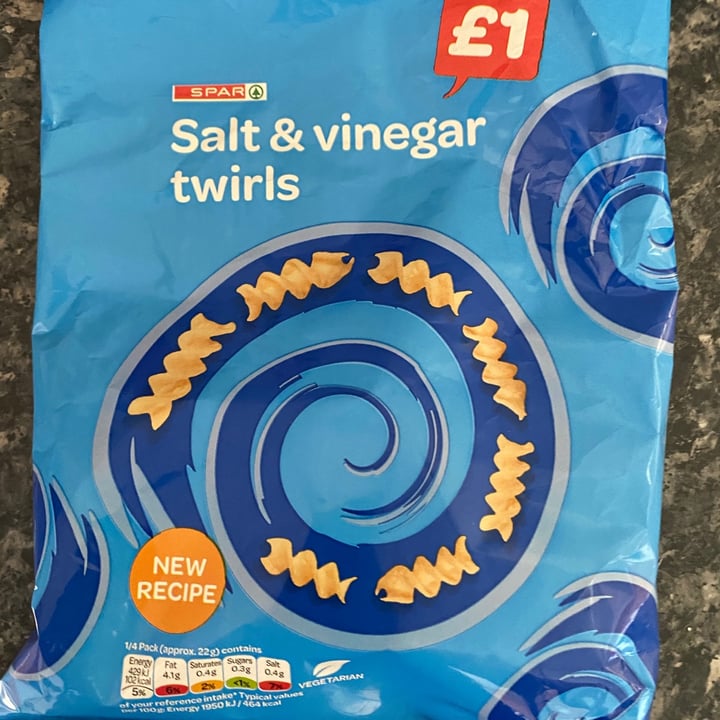 £1
SPAR
Salt & vinegar
twirls
NEW
RECIPE
1/4 Pack (approx. 22g) contains
Energy 429 kJ 102 kcal 5%
Fat 4.1g 6%
Saturates 0.4g 2%
Sugars 0.3g <1%
Salt 0.4g 7%
VEGETARIAN
of your reference intake* Typical values
per 100g: Energy 1950 kJ / 464 kcal